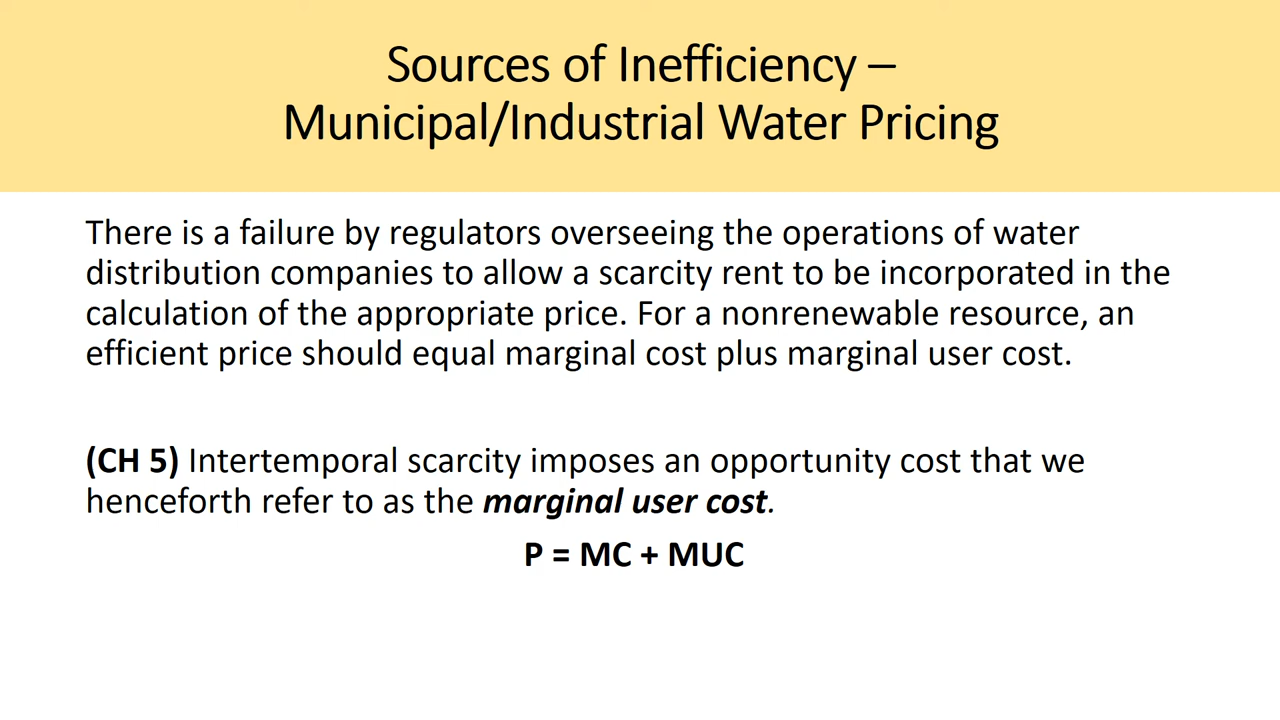 Sources of Inefficiency –
Municipal/Industrial Water Pricing
There is a failure by regulators overseeing the operations of water
distribution companies to allow a scarcity rent to be incorporated in the
calculation of the appropriate price. For a nonrenewable resource, an
efficient price should equal marginal cost plus marginal user cost.
(CH 5) Intertemporal scarcity imposes an opportunity cost that we
henceforth refer to as the marginal user cost.
P = MC + MUC